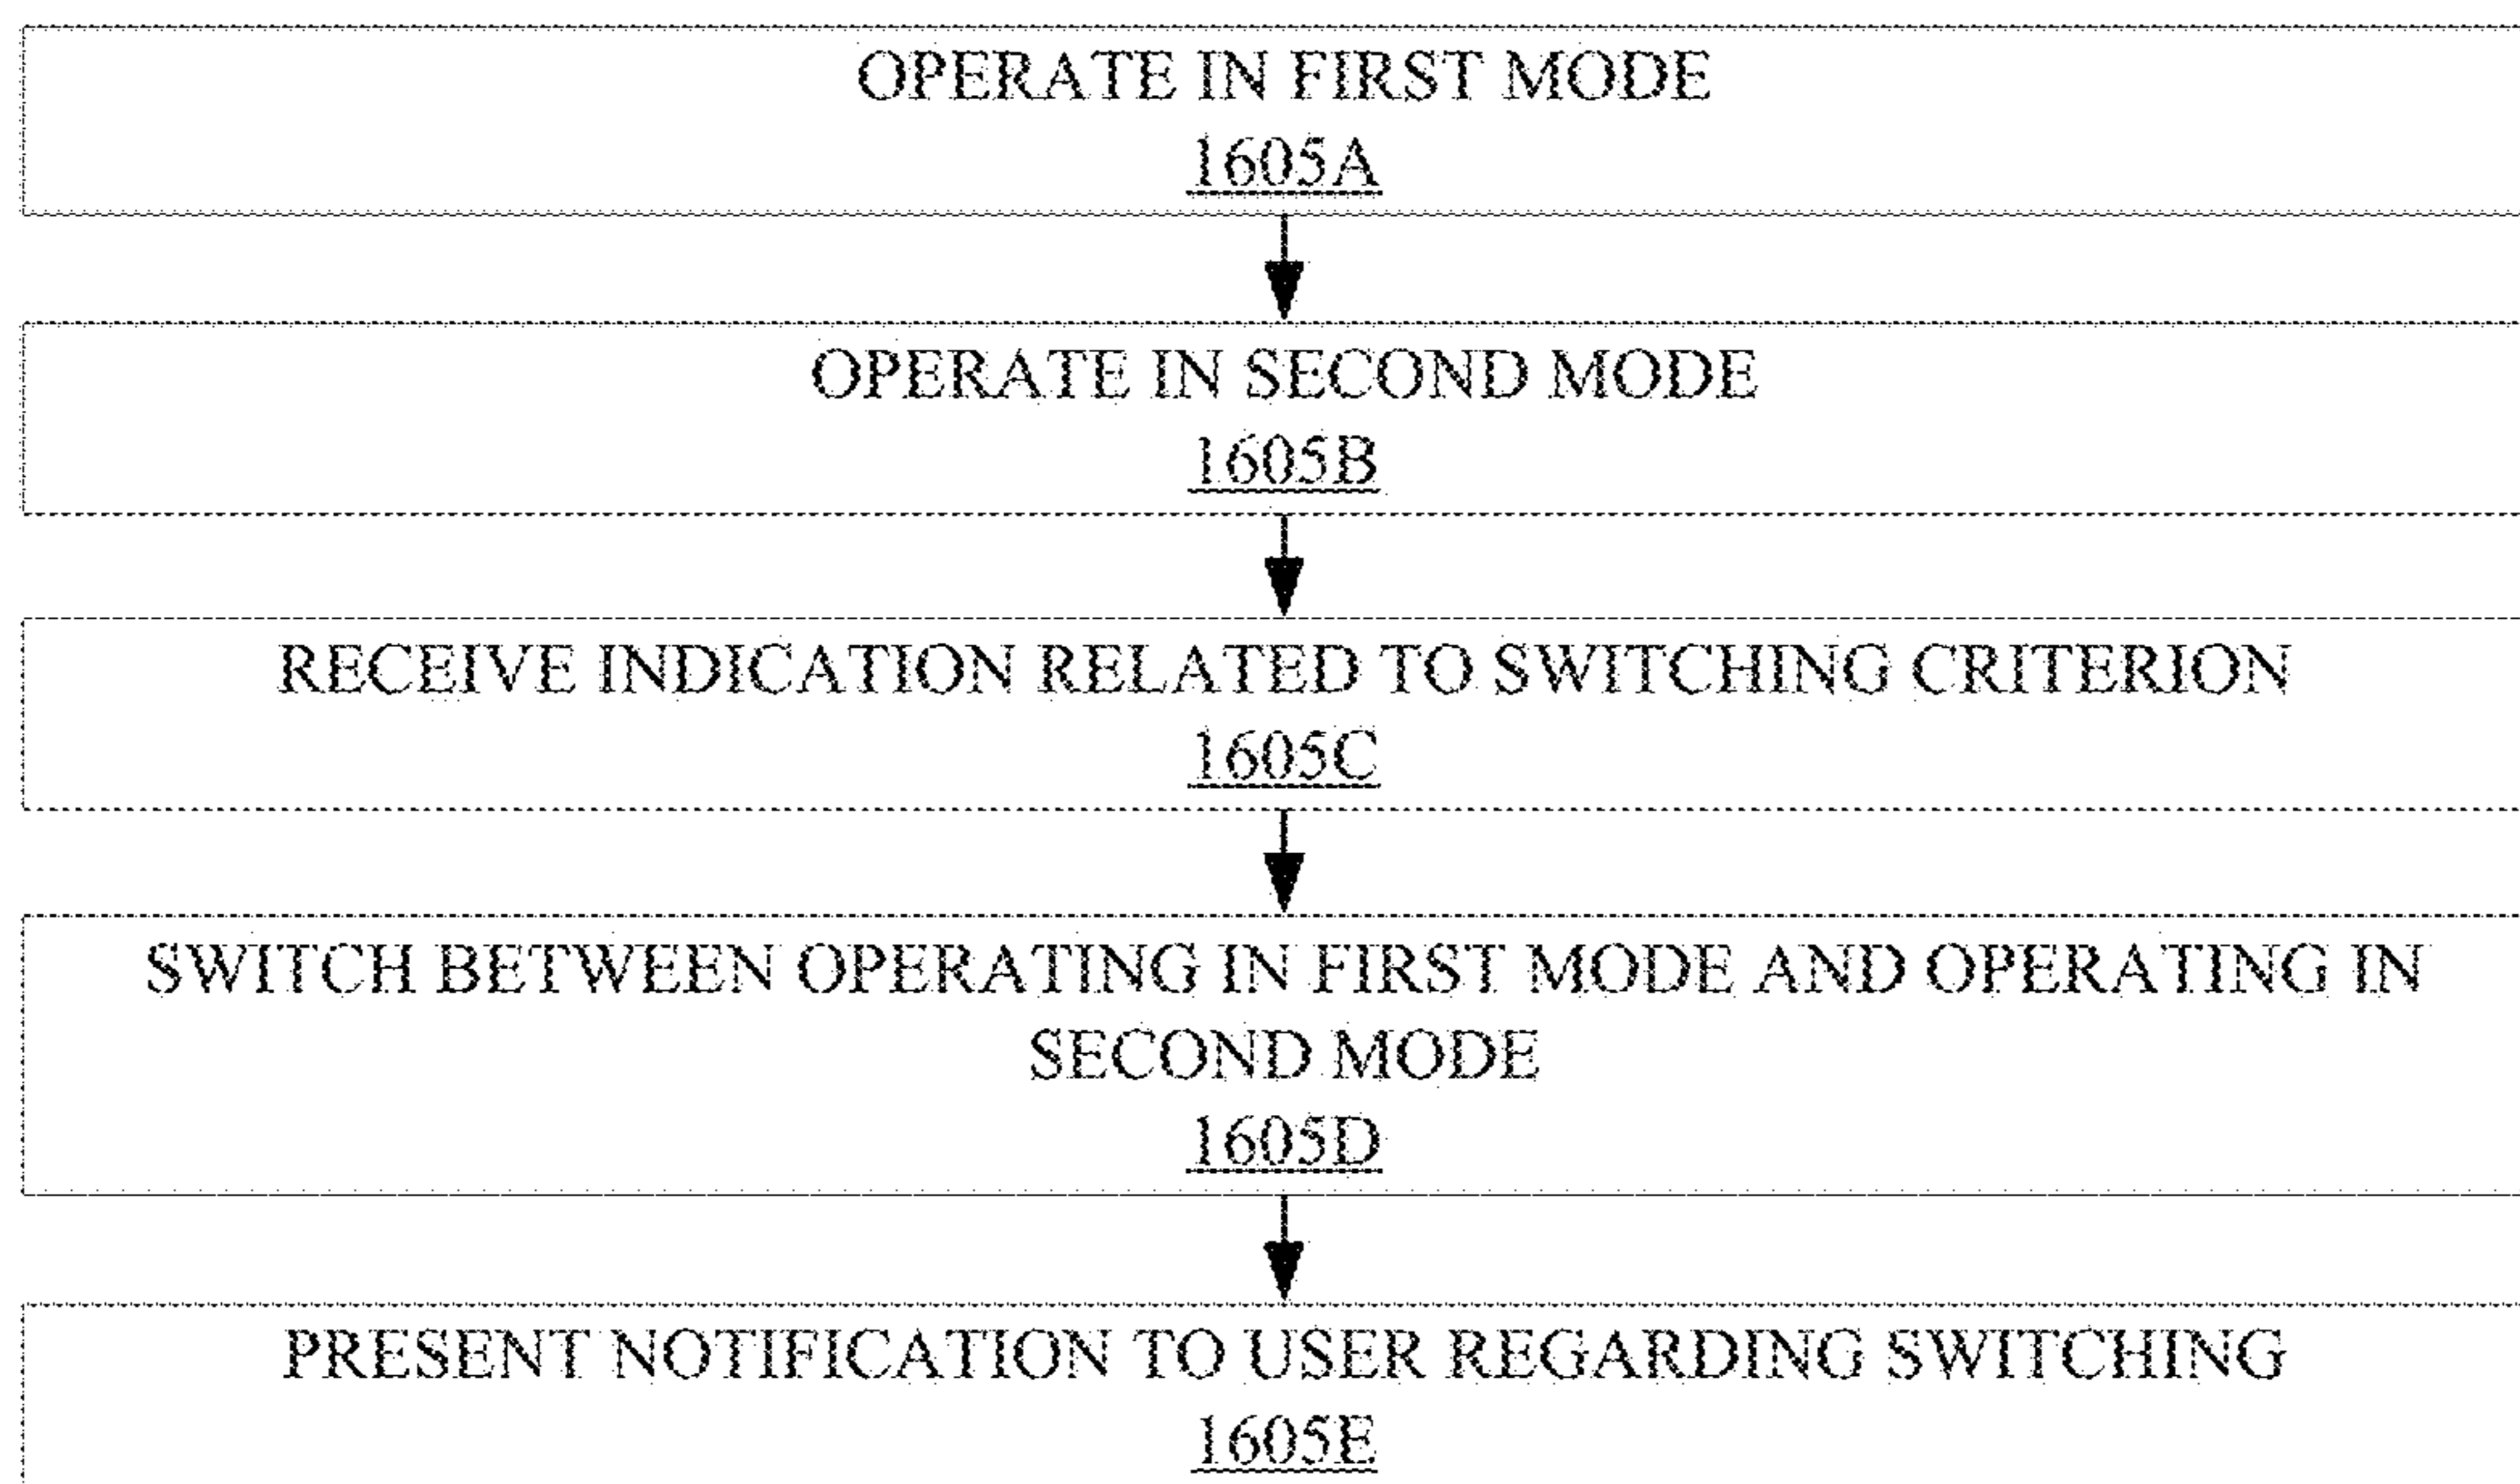 OPERATE IN FIRST MODE
1605A
OPERATE IN SECOND MODE
1605B
RECEIVE INDICATION RELATED TO SWITCHING CRITERION
1605C
SWITCH BETWEEN OPERATING IN FIRST MODE AND OPERATING IN
SECOND MODE
1605D
PRESENT NOTIFICATION TO USER REGARDING SWITCHING
1605E